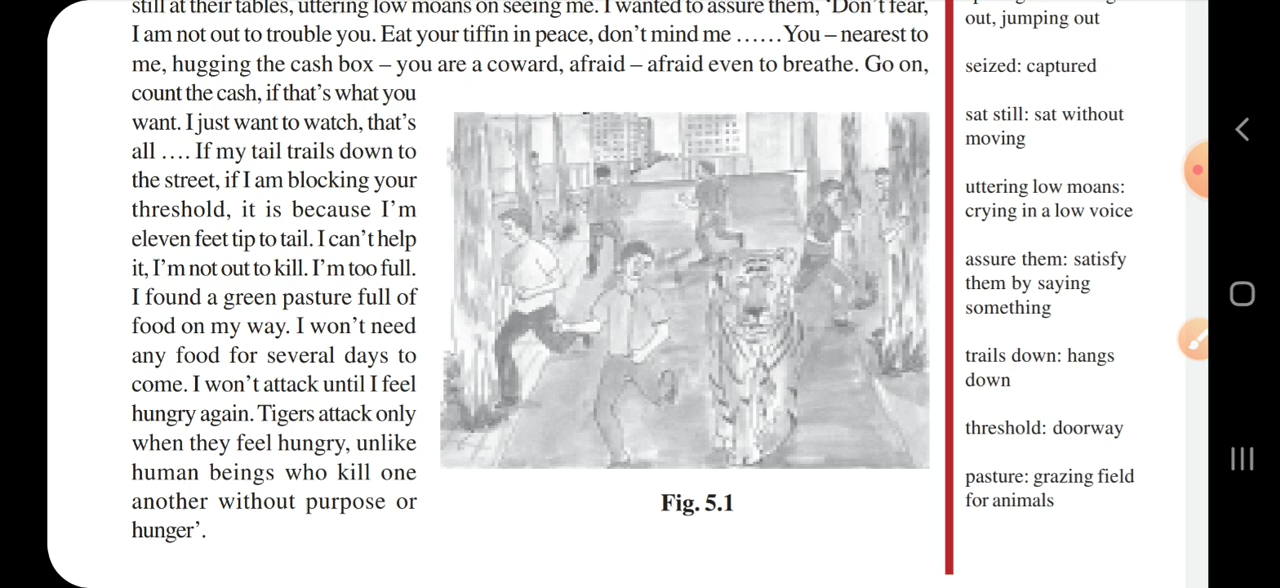 still at their tables, uttering low moans on seeing me. I wanted to assure them, ‘Don’t fear,
I am not out to trouble you. Eat your tiffin in peace, don’t mind me ……You – nearest to
me, hugging the cash box – you are a coward, afraid – afraid even to breathe. Go on,
count the cash, if that’s what you
want. I just want to watch, that’s
all …. If my tail trails down to
the street, if I am blocking your
threshold, it is because I’m
eleven feet tip to tail. I can’t help
it, I’m not out to kill. I’m too full.
I found a green pasture full of
food on my way. I won’t need
any food for several days to
come. I won’t attack until I feel
hungry again. Tigers attack only
when they feel hungry, unlike
human beings who kill one
another without purpose or
hunger’.
Fig. 5.1
out, jumping out
seized: captured
sat still: sat without
moving
uttering low moans:
crying in a low voice
assure them: satisfy
them by saying
something
trails down: hangs
down
threshold: doorway
pasture: grazing field
for animals